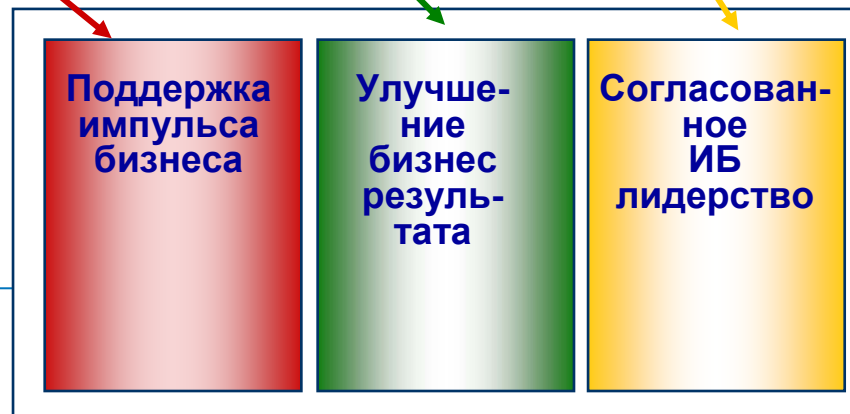 Поддержка
импульса
бизнеса
Улучше-
ние
бизнес
резуль-
тата
Согласован-
ное
ИБ
лидерство